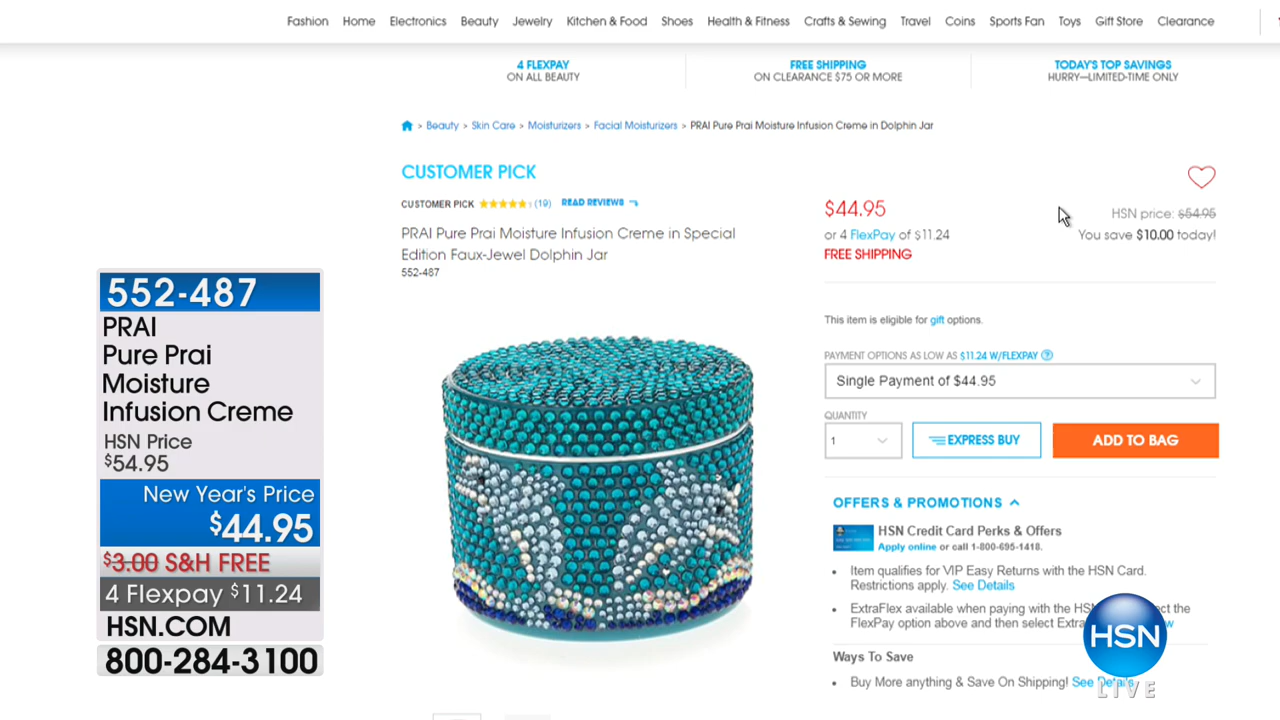 Fashion Home Electronics Beauty Jewelry Kitchen & Food Shoes Health & Fitness Crafts & Sewing Travel Coins Sports Fan Toys Gift Store Clearance
4 FLEXPAY
ON ALL BEAUTY
FREE SHIPPING
ON CLEARANCE $75 OR MORE
TODAY'S TOP SAVINGS
HURRY—LIMITED-TIME ONLY
> Beauty > Skin Care > Moisturizers > Facial Moisturizers > PRAI Pure Prai Moisture Infusion Creme in Dolphin Jar
CUSTOMER PICK
CUSTOMER PICK (19) READ REVIEWS
PRAI Pure Prai Moisture Infusion Creme in Special
Edition Faux-Jewel Dolphin Jar
552-487
$44.95
or 4 FlexPay of $11.24
FREE SHIPPING
HSN price: $54.95
You save $10.00 today!
This item is eligible for gift options.
PAYMENT OPTIONS AS LOW AS $11.24 W/FLEXPAY ?
Single Payment of $44.95
QUANTITY
1
EXPRESS BUY
ADD TO BAG
OFFERS & PROMOTIONS
HSN Credit Card Perks & Offers
Apply online or call 1-800-695-1418.
• Item qualifies for VIP Easy Returns with the HSN Card.
Restrictions apply. See Details
• ExtraFlex available when paying with the ect the
FlexPay option above and then select
Ways To Save
• Buy More anything & Save On Shipping! See
552-487
PRAI
Pure Prai
Moisture
Infusion Creme
HSN Price
$54.95
New Year's Price
$44.95
$3.00 S&H FREE
4 Flexpay $11.24
HSN.COM
800-284-3100
HSN
LIVE